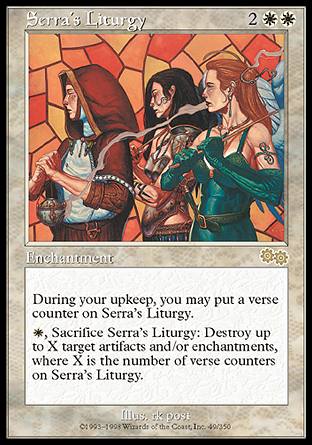 Serra's Liturgy 2
Enchantment
During your upkeep, you may put a verse
counter on Serra's Liturgy.
, Sacrifice Serra's Liturgy: Destroy up
to X target artifacts and/or enchantments,
where X is the number of verse counters
on Serra's Liturgy.
Illus. rk post
©1993–1998 Wizards of the Coast, Inc. 49/350